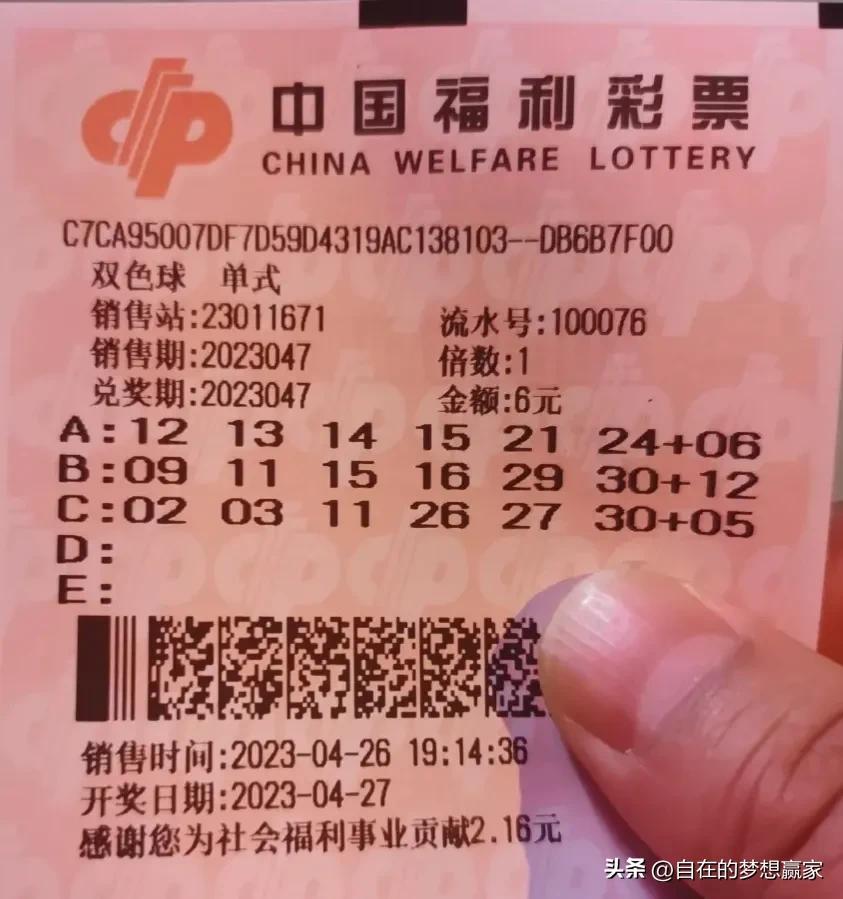 中国福利彩票
CHINA WELFARE LOTTERY
C7CA95007DF7D59D4319AC138103--DB6B7F00
双色球 单式
销售站:23011671 流水号:100076
销售期:2023047 倍数:1
兑奖期:2023047 金额:6元
A:12 13 14 15 21 24+06
B:09 11 15 16 29 30+12
C:02 03 11 26 27 30+05
D:
E:
销售时间:2023-04-26 19:14:36
开奖日期:2023-04-27
感谢您为社会福利事业贡献2.16元
头条 @自在的梦想赢家